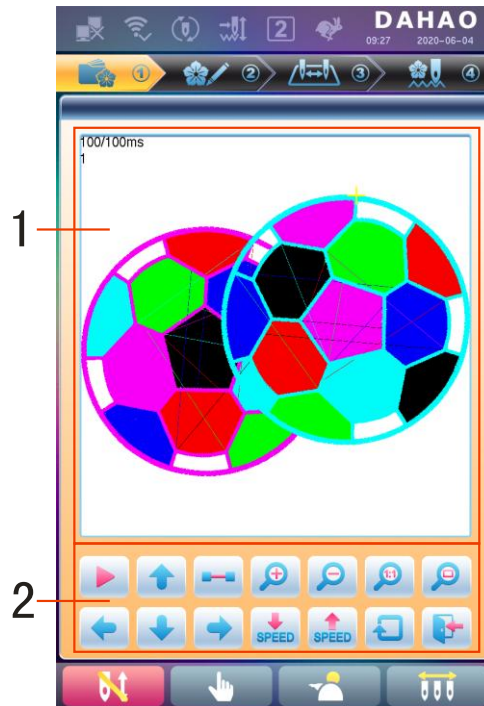 2
DAHAO
09:27 2020-06-04
① ② ③ ④
100/100ms
1
1
2
1:1
SPEED SPEED